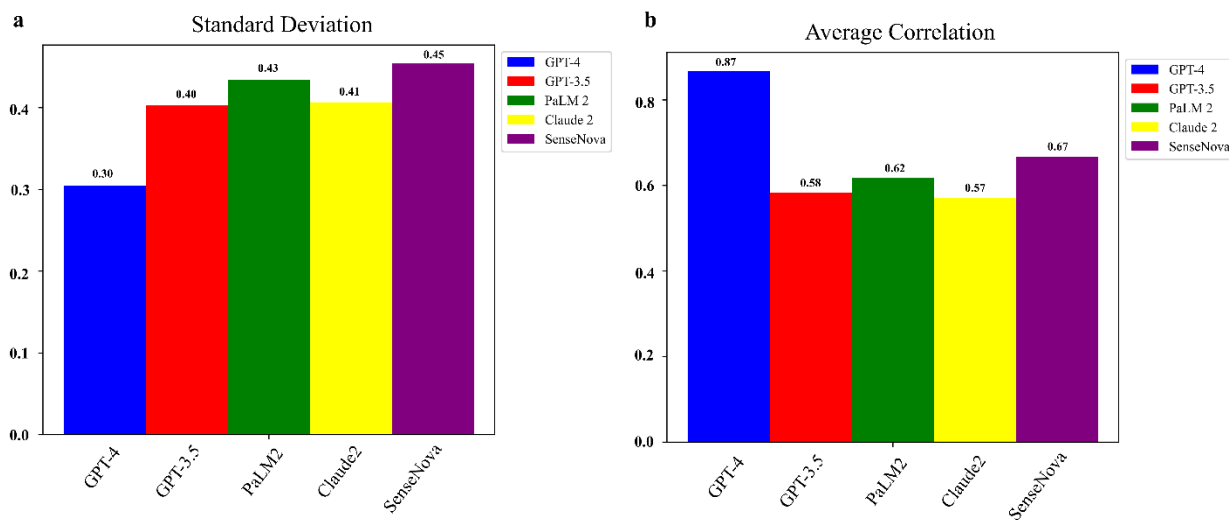 a
Standard Deviation
0.4
0.3
0.2
0.1
0.0
0.30
0.40
0.43
0.41
0.45
GPT-4
GPT-3.5
PaLM2
Claude2
SenseNova
GPT-4
GPT-3.5
PaLM 2
Claude 2
SenseNova
b
Average Correlation
0.8
0.6
0.4
0.2
0.0
0.87
0.58
0.62
0.57
0.67
GPT-4
GPT-3.5
PaLM2
Claude2
SenseNova
GPT-4
GPT-3.5
PaLM 2
Claude 2
SenseNova